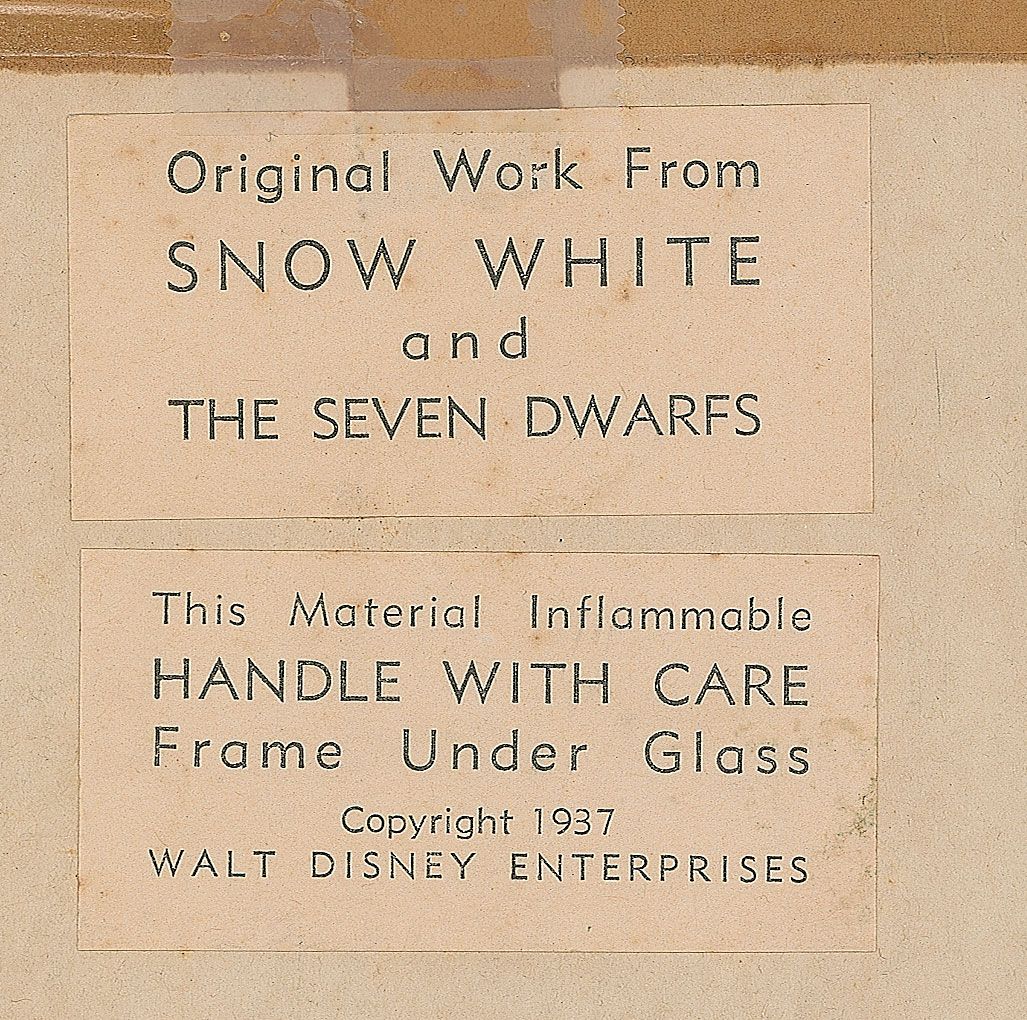 Original Work From
SNOW WHITE
and
THE SEVEN DWARFS
This Material Inflammable
HANDLE WITH CARE
Frame Under Glass
Copyright 1937
WALT DISNEY ENTERPRISES